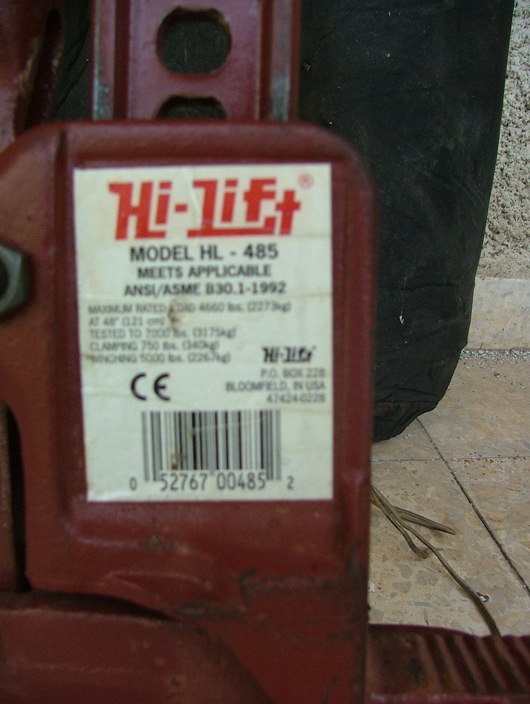 Hi-Lift®
MODEL HL - 485
MEETS APPLICABLE
ANSI/ASME B30.1-1992
MAXIMUM RATED LOAD 4660 lbs. (2273kg)
AT 48" (121 cm)
TESTED TO 7000 lbs. (3175kg)
CLAMPING 750 lbs. (340kg)
WINCHING 5000 lbs. (2267kg)
Hi-Lift
P.O. BOX 228
BLOOMFIELD, IN USA
47424-0228
CE
0 52767 00485 2